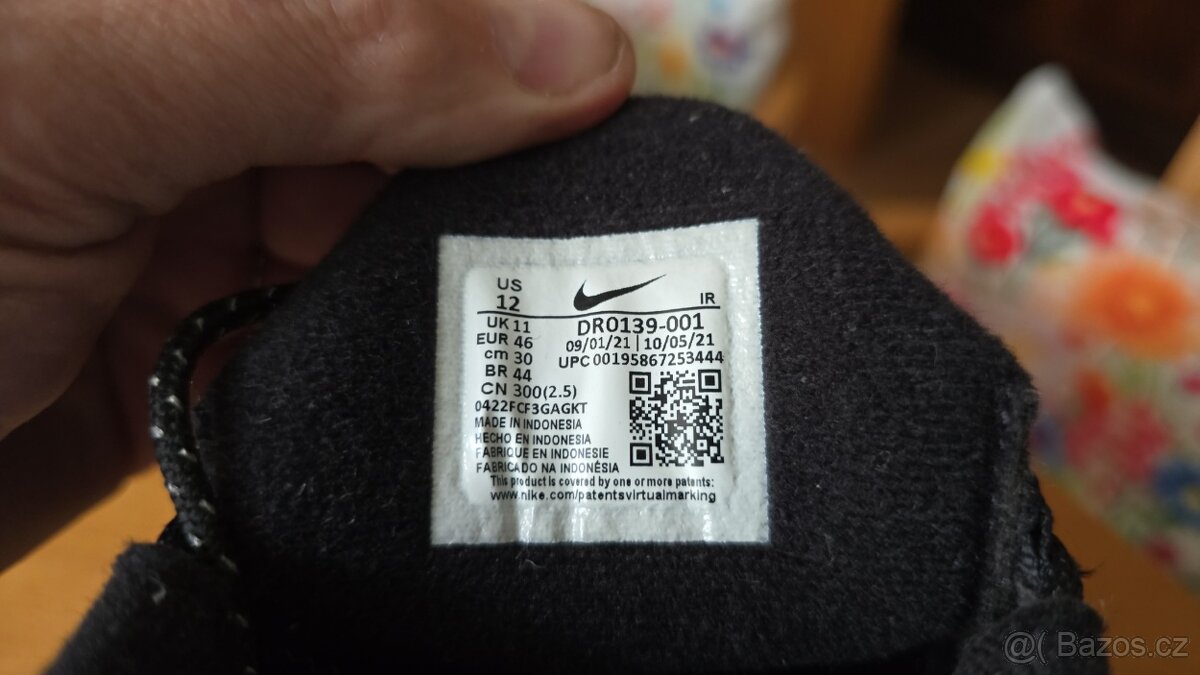 US
12
IR
UK 11
EUR 46
cm 30
BR 44
CN 300(2.5)
DR0139-001
09/01/21 | 10/05/21
UPC 00195867253444
0422FCF3GAGKT
MADE IN INDONESIA
HECHO EN INDONESIA
FABRIQUE EN INDONESIE
FABRICADO NA INDONÉSIA
This product is covered by one or more patents:
www.nike.com/patentsvirtualmarking
@( Bazos.cz